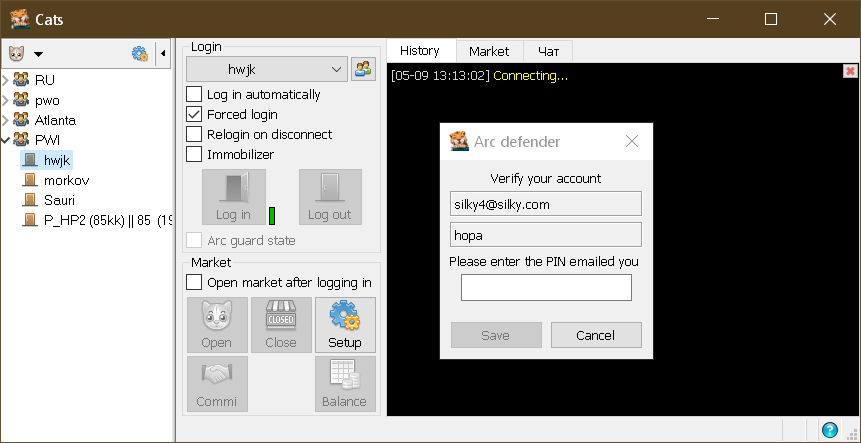 Cats
RU
pwo
Atlanta
PWI
hwjk
morkov
Sauri
P_HP2 (85kk) || 85 (19
Login
hwjk
Log in automatically
Forced login
Relogin on disconnect
Immobilizer
Log in
Log out
Arc guard state
Market
Open market after logging in
Open
CLOSED
Close
Setup
Commi
Balance
History
Market
Чат
[05-09 13:13:02] Connecting...
Arc defender
Verify your account
silky4@silky.com
hopa
Please enter the PIN emailed you
Save
Cancel